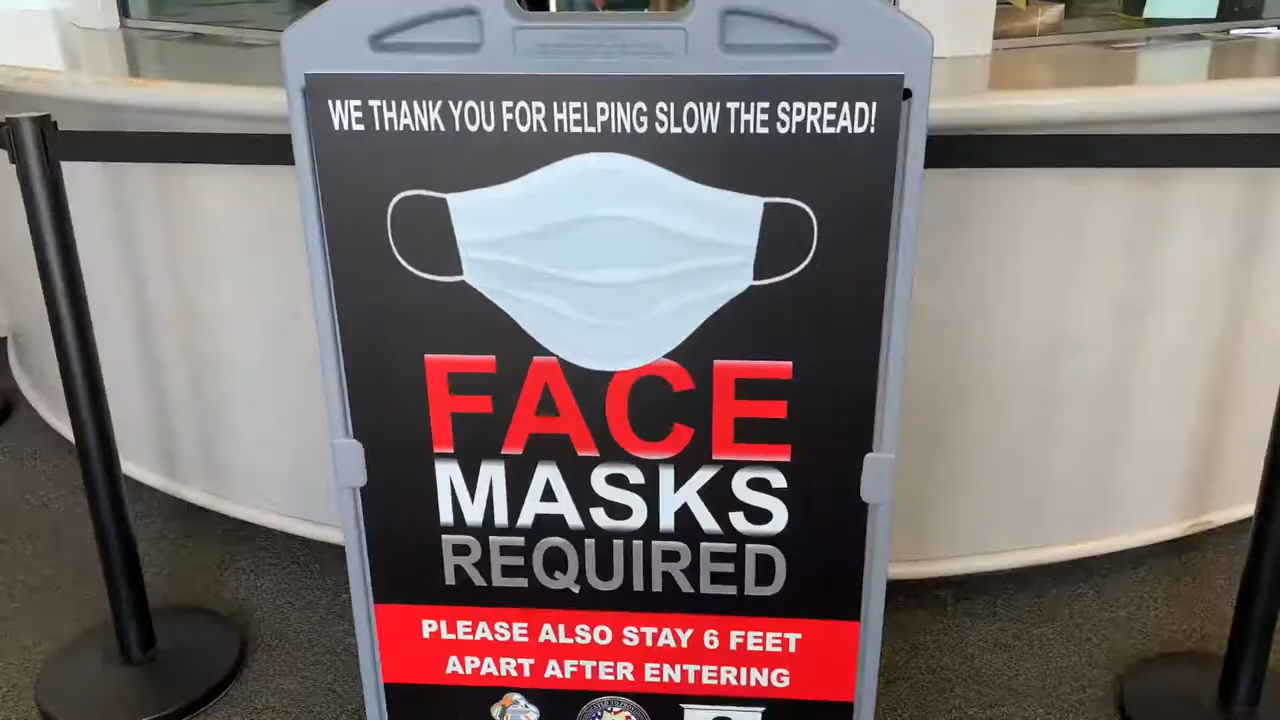 WE THANK YOU FOR HELPING SLOW THE SPREAD!
FACE
MASKS
REQUIRED
PLEASE ALSO STAY 6 FEET
APART AFTER ENTERING